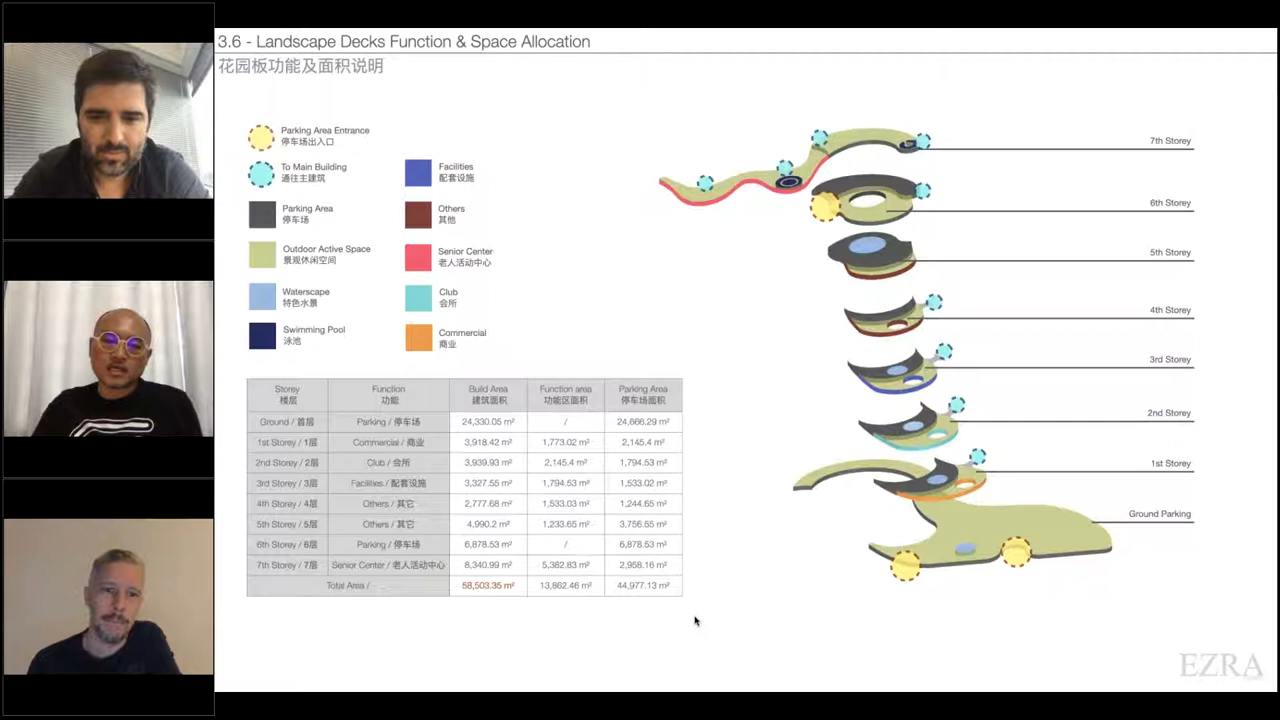 3.6 - Landscape Decks Function & Space Allocation
花园板功能及面积说明
Parking Area Entrance
停车场出入口
To Main Building
通往主建筑
Parking Area
停车场
Outdoor Active Space
景观休闲空间
Waterscape
特色水景
Swimming Pool
泳池
Facilities
配套设施
Others
其他
Senior Center
老人活动中心
Club
会所
Commercial
商业
Storey 楼层 Function 功能 Build Area 建筑面积 Function area 功能区面积 Parking Area 停车场面积
Ground / 首层 Parking / 停车场 24,330.05 m² / 24,666.29 m²
1st Storey / 1层 Commercial / 商业 3,918.42 m² 1,773.02 m² 2,145.4 m²
2nd Storey / 2层 Club / 会所 3,939.93 m² 2,145.4 m² 1,794.53 m²
3rd Storey / 3层 Facilities / 配套设施 3,327.55 m² 1,794.53 m² 1,533.02 m²
4th Storey / 4层 Others / 其它 2,777.68 m² 1,533.03 m² 1,244.65 m²
5th Storey / 5层 Others / 其它 4,990.2 m² 1,233.65 m² 3,756.55 m²
6th Storey / 6层 Parking / 停车场 6,878.53 m² / 6,878.53 m²
7th Storey / 7层 Senior Center / 老人活动中心 8,340.99 m² 5,382.83 m² 2,958.16 m²
Total Area / 58,503.35 m² 13,862.46 m² 44,977.13 m²
7th Storey
6th Storey
5th Storey
4th Storey
3rd Storey
2nd Storey
1st Storey
Ground Parking
EZRA